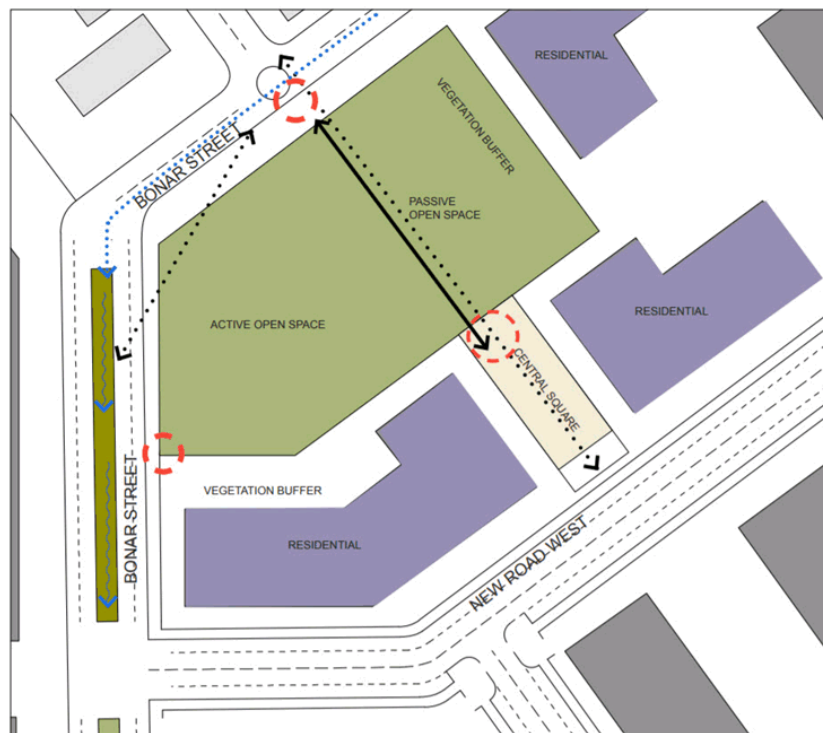 RESIDENTIAL
VEGETATION BUFFER
BONAR STREET
PASSIVE
OPEN SPACE
RESIDENTIAL
ACTIVE OPEN SPACE
CENTRAL SQUARE
VEGETATION BUFFER
BONAR STREET
RESIDENTIAL
NEW ROAD WEST